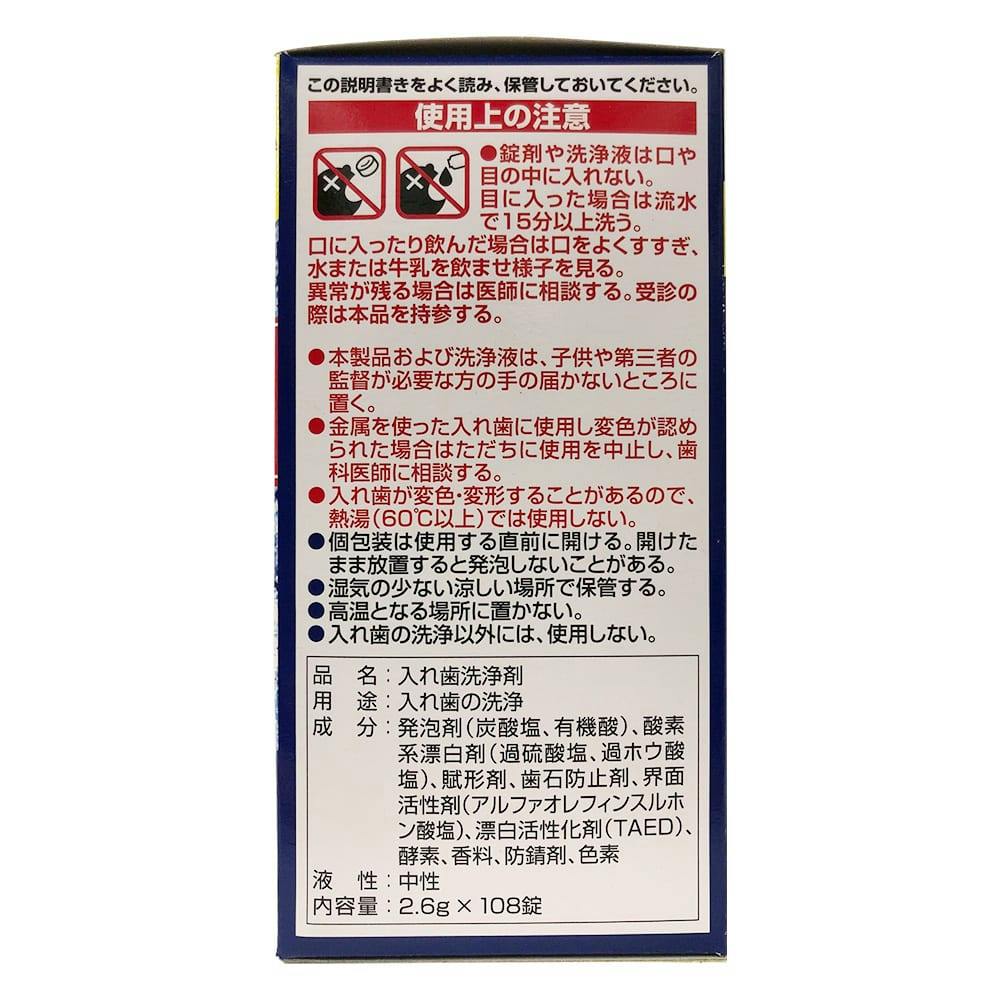 この説明書きをよく読み、保管しておいてください。
使用上の注意
●錠剤や洗浄液は口や
目の中に入れない。
目に入った場合は流水
で15分以上洗う。
口に入ったり飲んだ場合は口をよくすすぎ、
水または牛乳を飲ませ様子を見る。
異常が残る場合は医師に相談する。受診の
際は本品を持参する。
●本製品および洗浄液は、子供や第三者の
監督が必要な方の手の届かないところに
置く。
●金属を使った入れ歯に使用し変色が認め
られた場合はただちに使用を中止し、歯
科医師に相談する。
●入れ歯が変色・変形することがあるので、
熱湯(60℃以上)では使用しない。
●個包装は使用する直前に開ける。開けた
まま放置すると発泡しないことがある。
●湿気の少ない涼しい場所で保管する。
●高温となる場所に置かない。
●入れ歯の洗浄以外には、使用しない。
品 名:入れ歯洗浄剤
用 途:入れ歯の洗浄
成 分:発泡剤(炭酸塩、有機酸)、酸素
系漂白剤(過硫酸塩、過ホウ酸
塩)、賦形剤、歯石防止剤、界面
活性剤(アルファオレフィンスルホ
ン酸塩)、漂白活性化剤(TAED)、
酵素、香料、防錆剤、色素
液 性:中性
内容量:2.6g×108錠